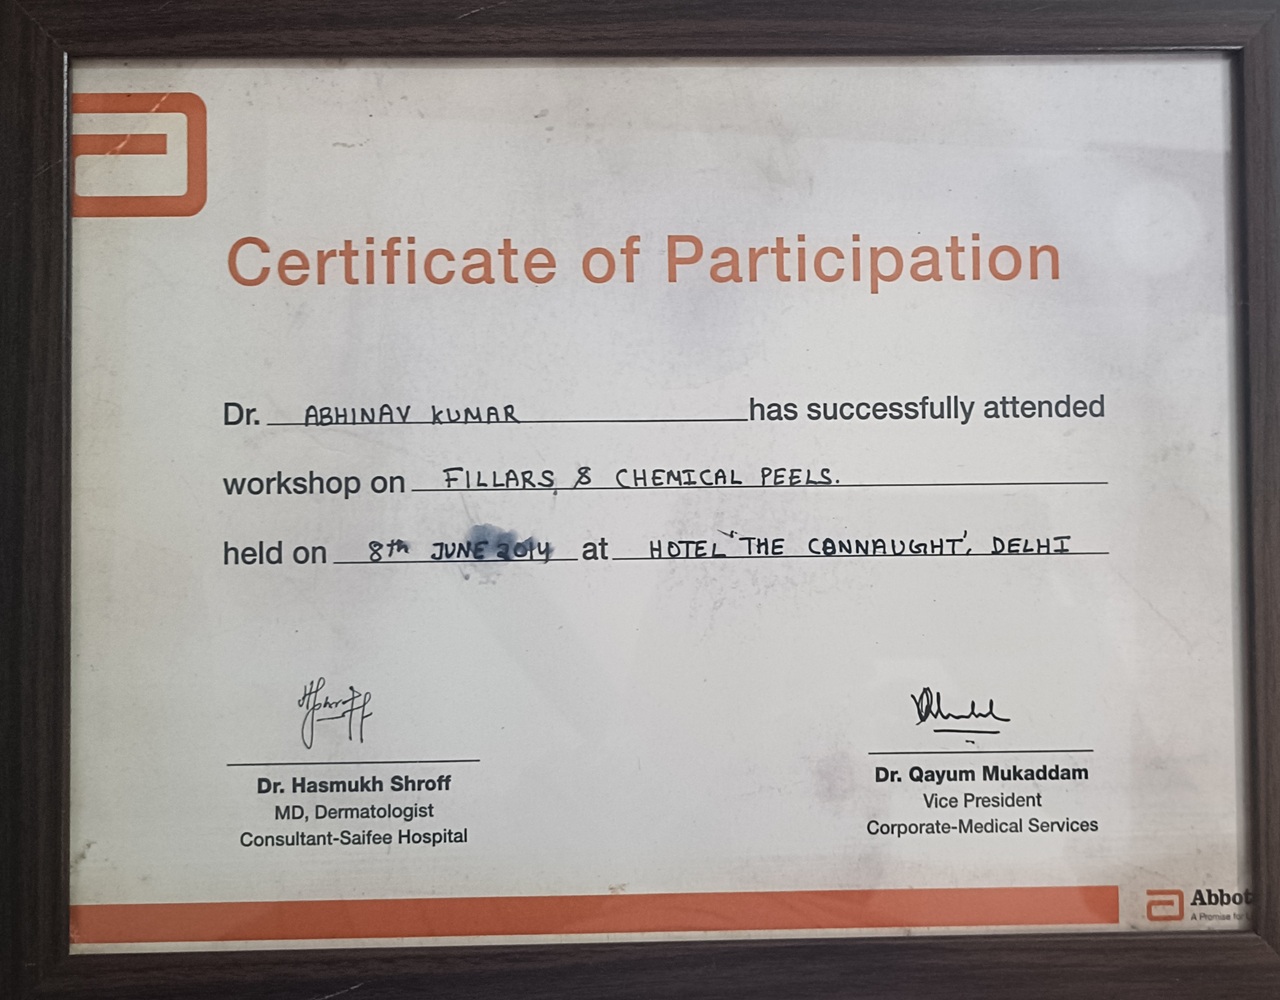 Certificate of Participation
Dr. ABHINAV KUMAR has successfully attended
workshop on FILLARS & CHEMICAL PEELS.
held on 8th JUNE 2014 at HOTEL 'THE CONNAUGHT', DELHI
Dr. Hasmukh Shroff
MD, Dermatologist
Consultant-Saifee Hospital
Dr. Qayum Mukaddam
Vice President
Corporate-Medical Services
Abbot
A Promise for